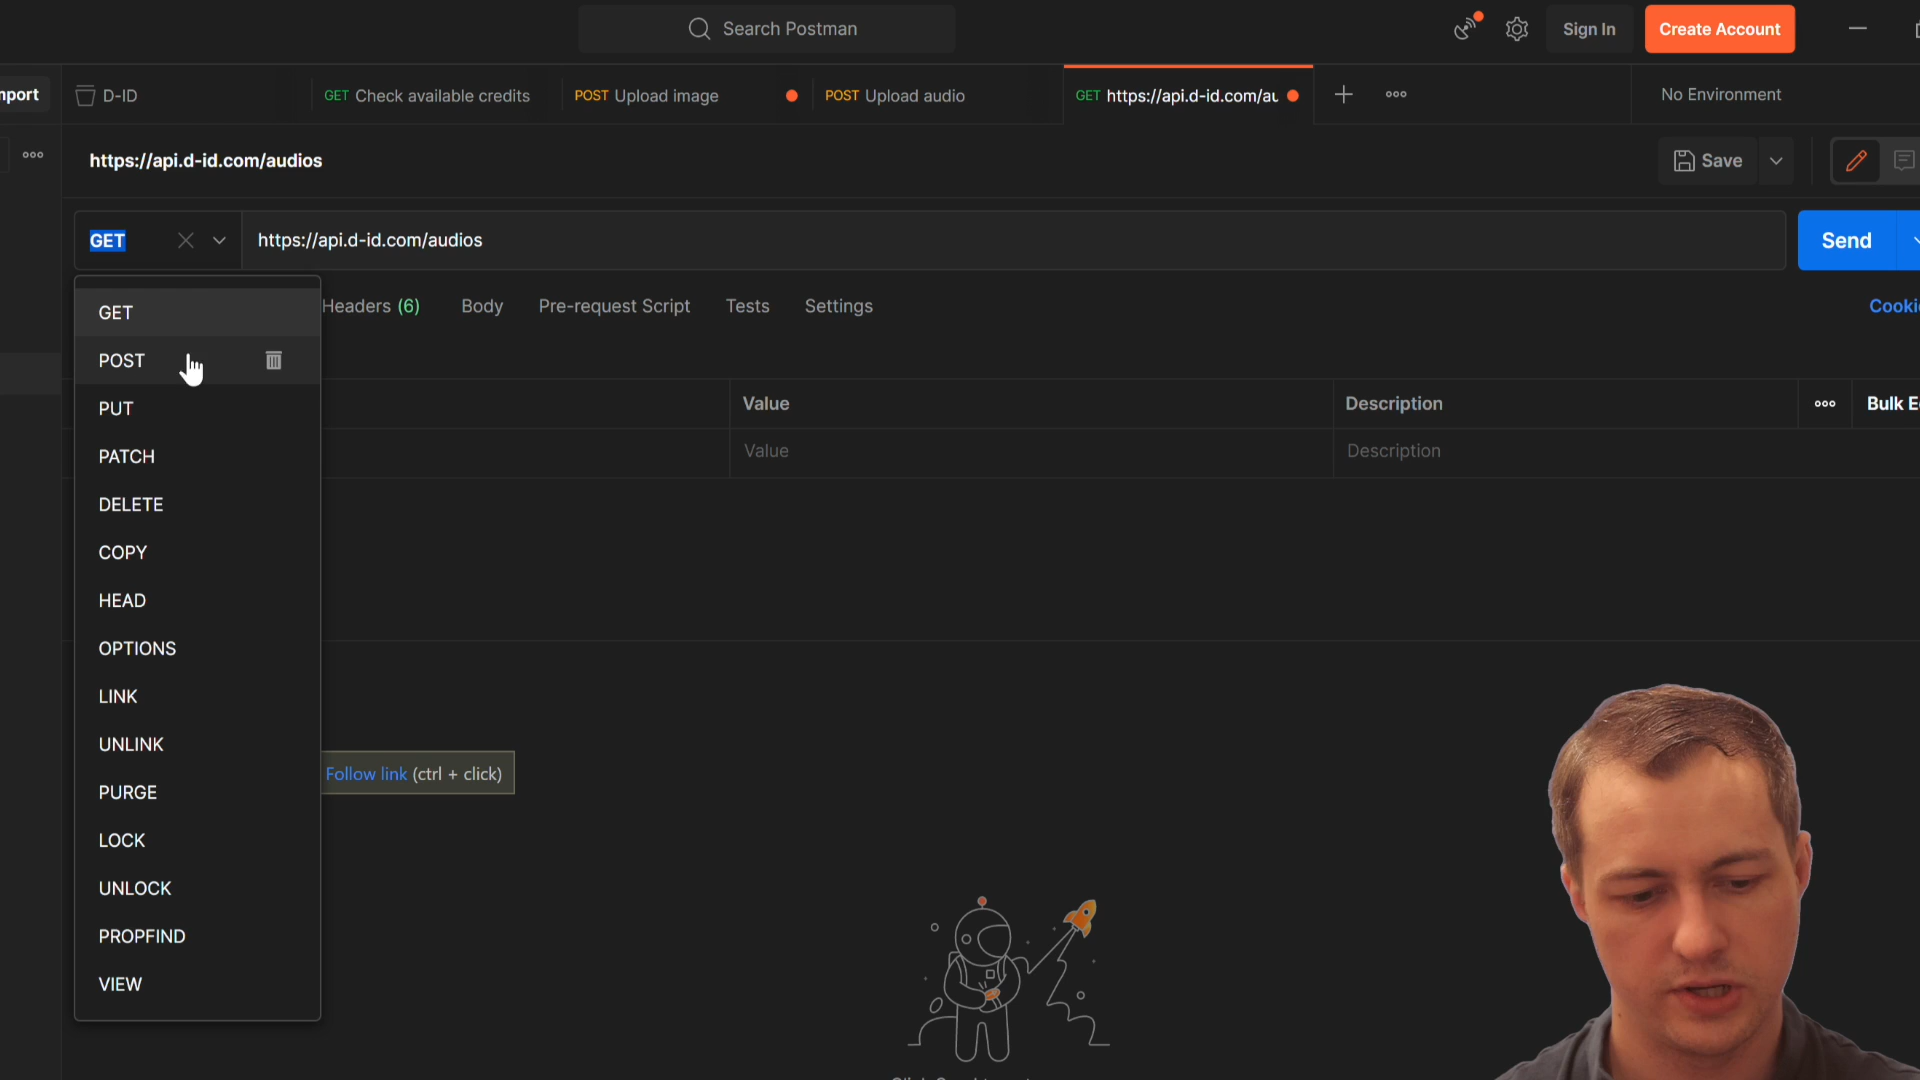 Search Postman
Sign In
Create Account
mport
D-ID
GET Check available credits
POST Upload image
POST Upload audio
GET https://api.d-id.com/au
No Environment
https://api.d-id.com/audios
Save
GET
https://api.d-id.com/audios
Send
Headers (6)
Body
Pre-request Script
Tests
Settings
Cooki
GET
POST
PUT
PATCH
DELETE
COPY
HEAD
OPTIONS
LINK
UNLINK
PURGE
LOCK
UNLOCK
PROPFIND
VIEW
Value
Description
Bulk E
Value
Description
Follow link (ctrl + click)